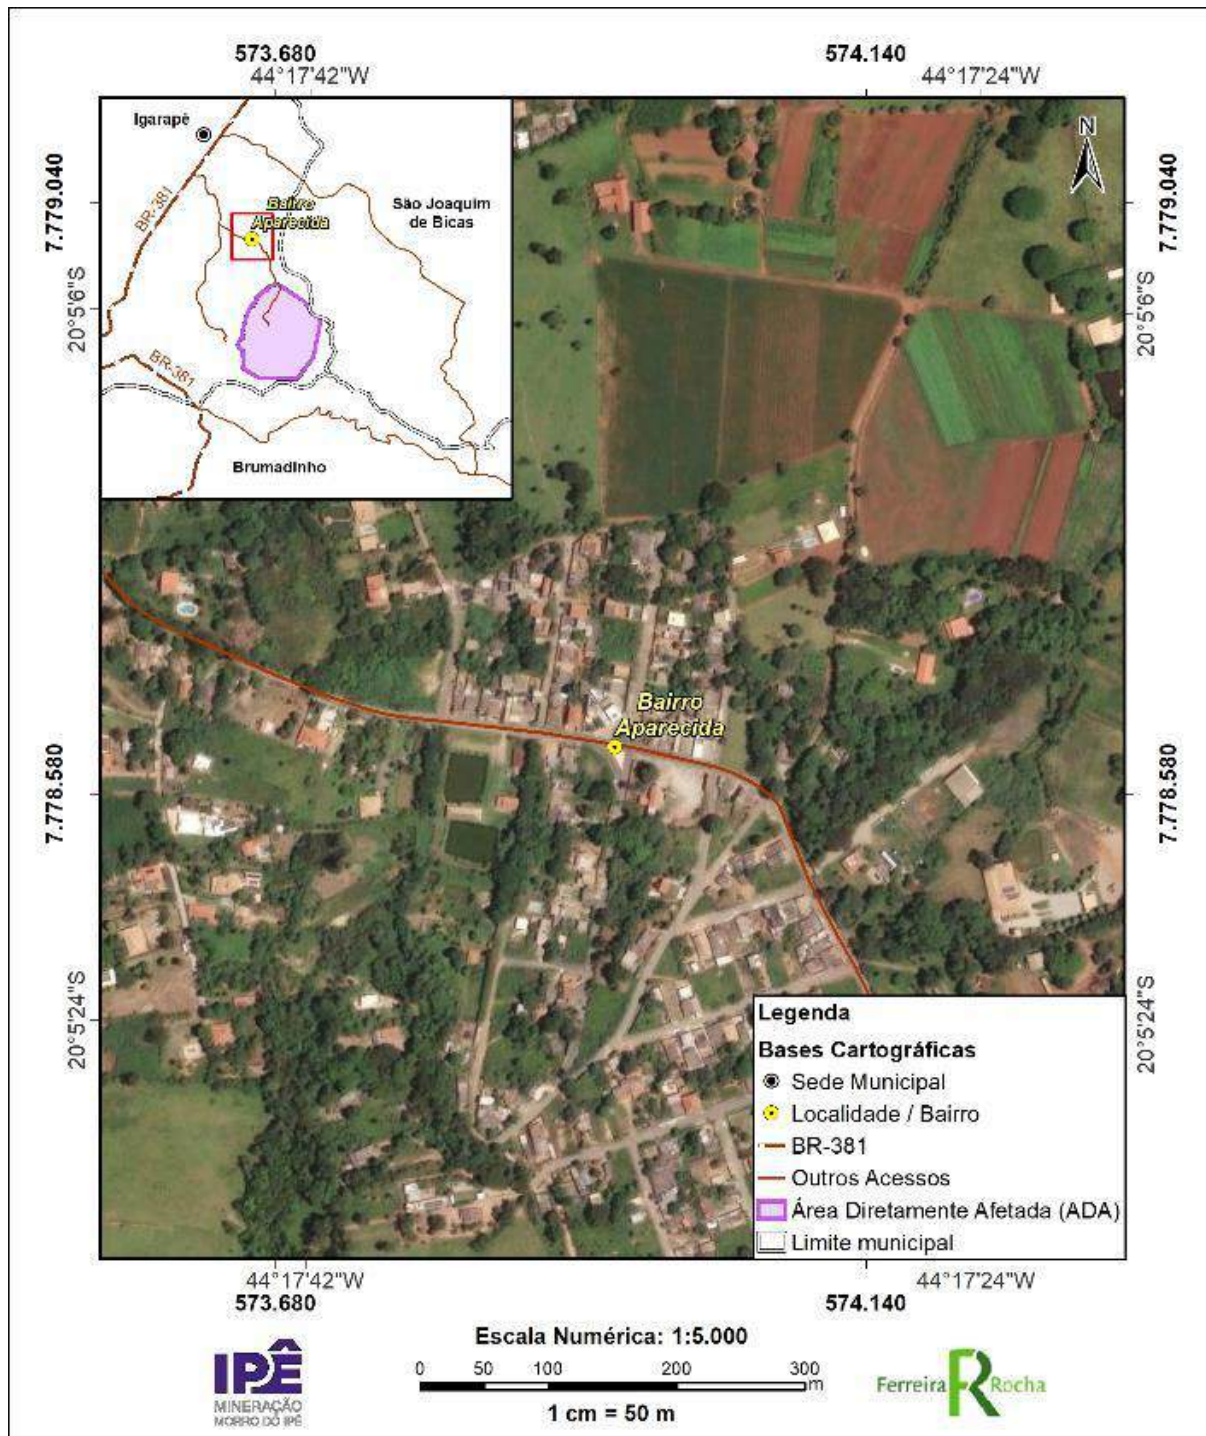 573.680
574.140
44°17'42"W
44°17'24"W
Igarapé
7.779.040
7.779.040
N
BR-381
Bairro
Aparecida
São Joaquim
de Bicas
20°5'6"S
20°5'6"S
BR-381
Brumadinho
Bairro
Aparecida
7.778.580
7.778.580
20°5'24"S
20°5'24"S
Legenda
Bases Cartográficas
Sede Municipal
Localidade / Bairro
BR-381
Outros Acessos
Área Diretamente Afetada (ADA)
Limite municipal
44°17'42"W
44°17'24"W
573.680
574.140
Escala Numérica: 1:5.000
0 50 100 200 300
m
1 cm = 50 m
IPÊ
MINERAÇÃO
MORRO DO IPÊ
Ferreira FR Rocha